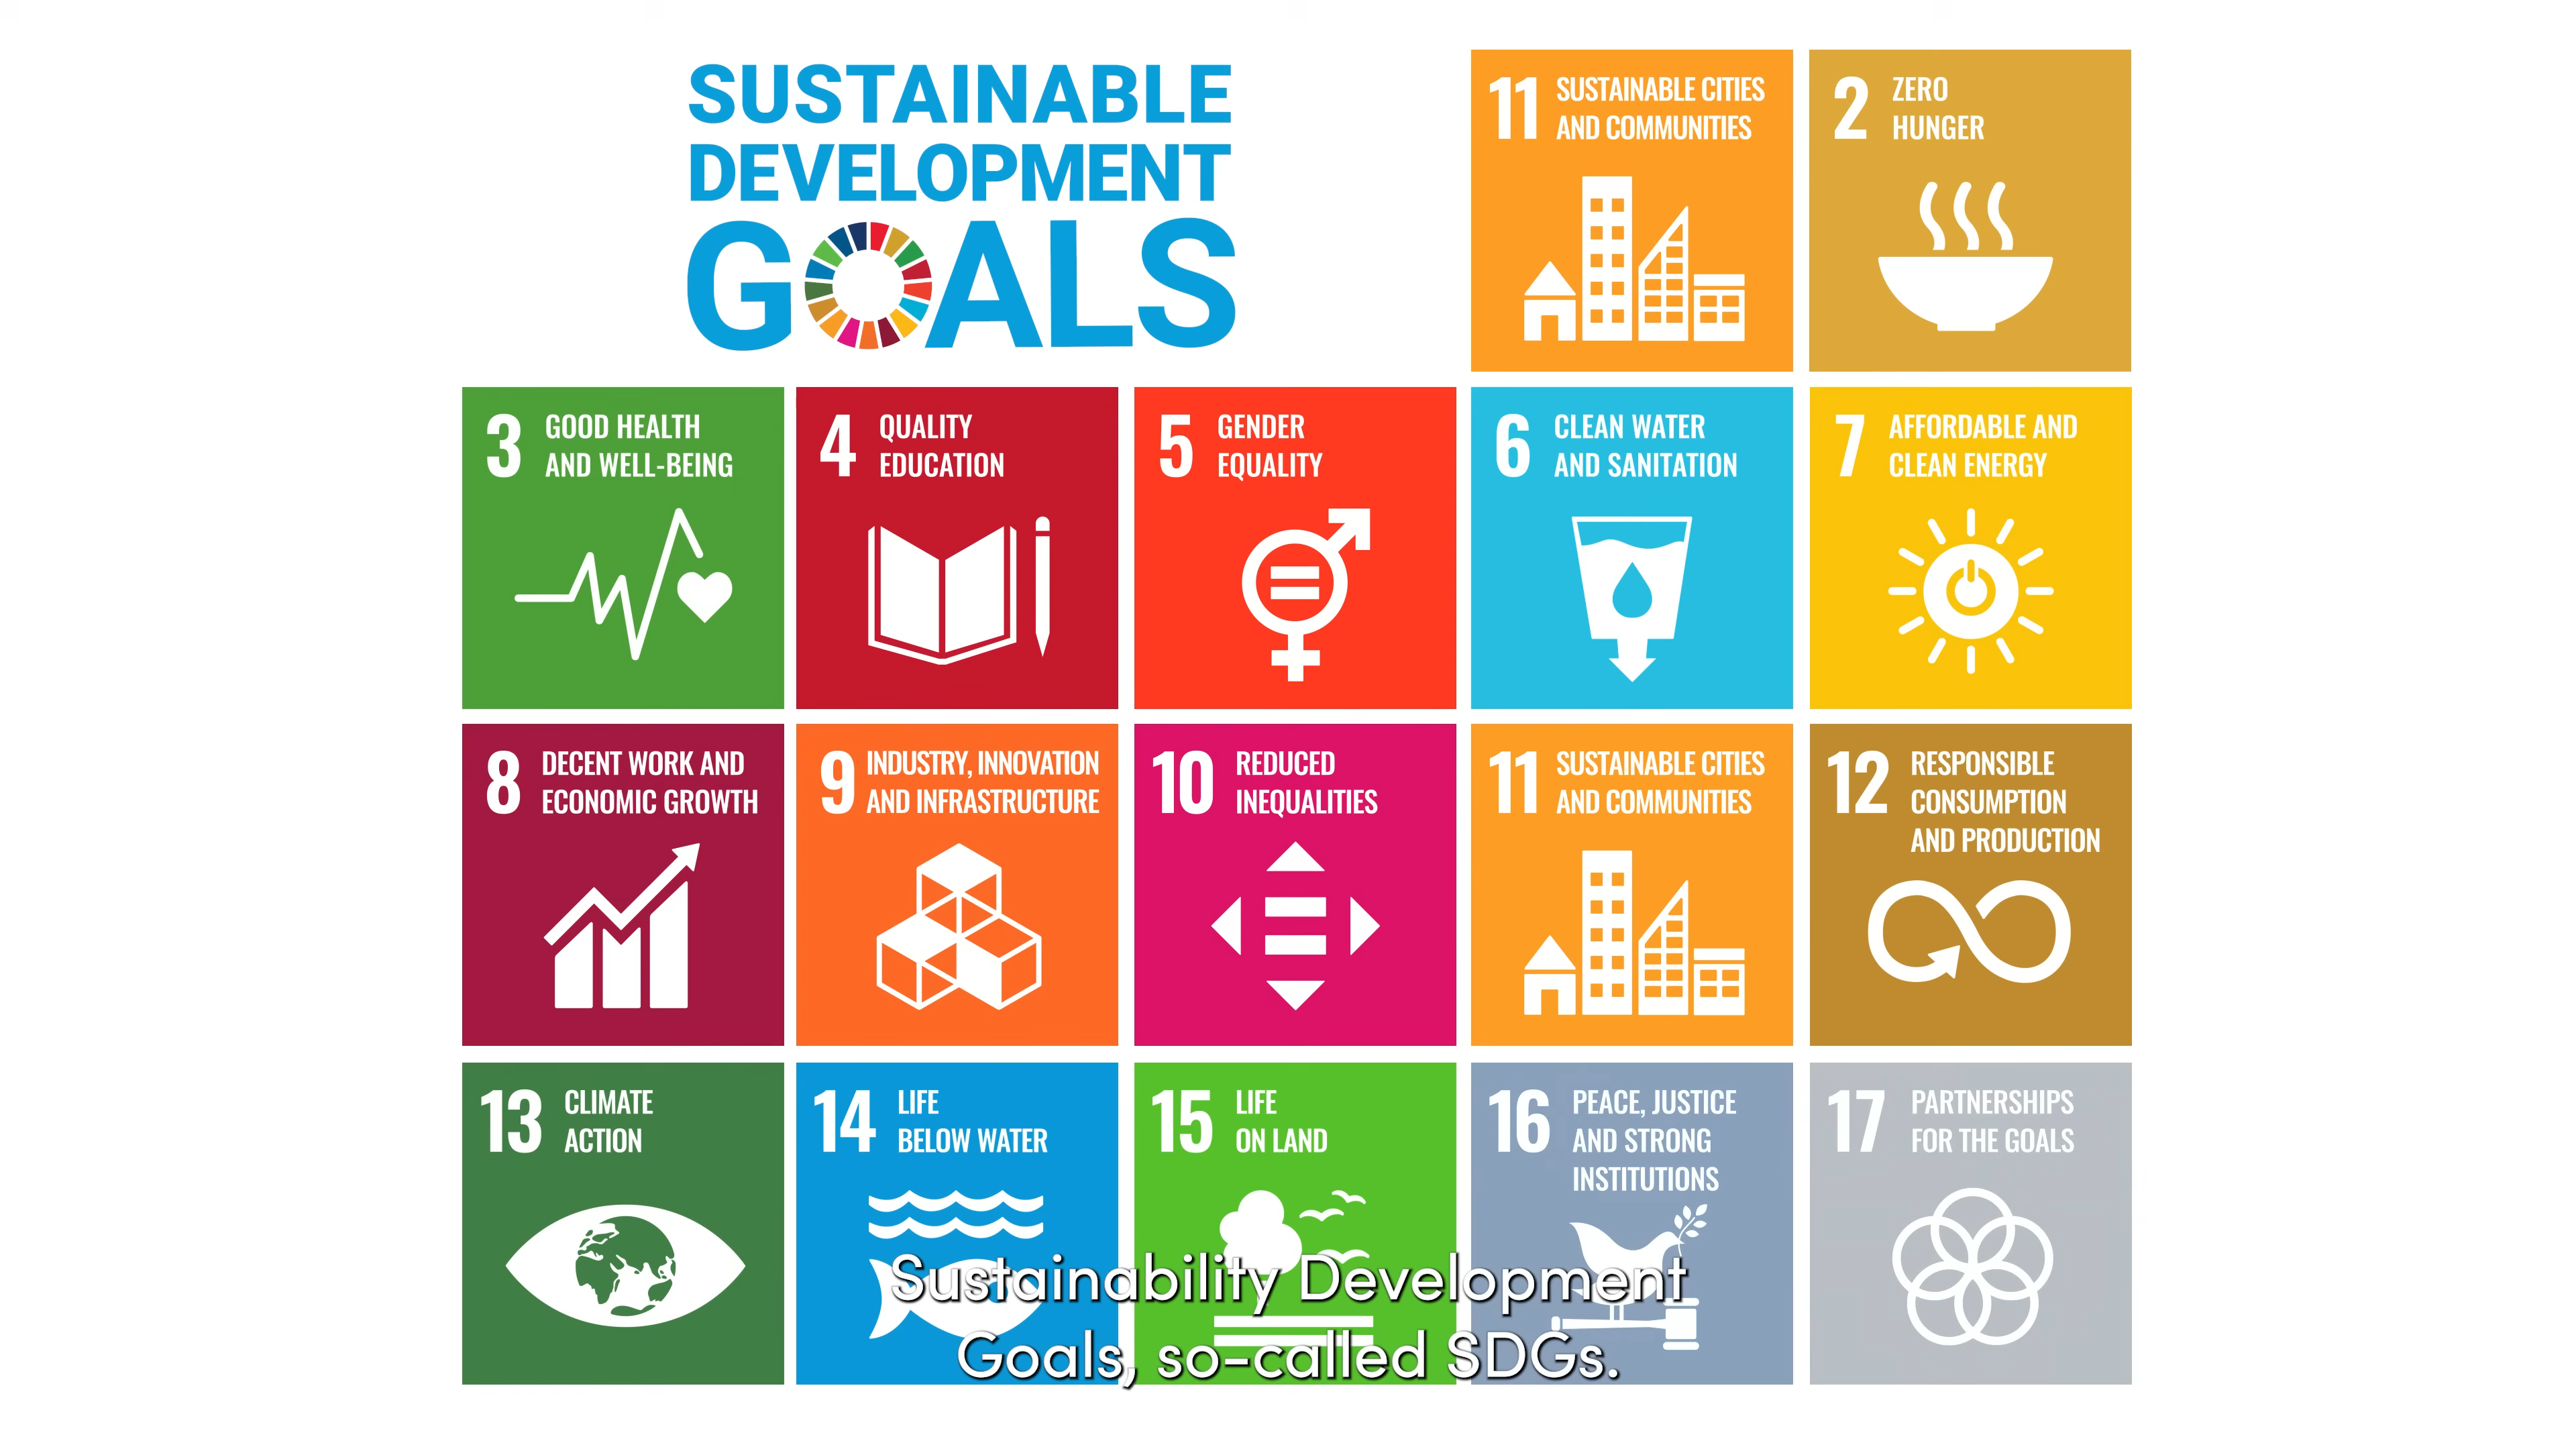 SUSTAINABLE
DEVELOPMENT
GOALS
11 SUSTAINABLE CITIES
AND COMMUNITIES
2 ZERO
HUNGER
3 GOOD HEALTH
AND WELL-BEING
4 QUALITY
EDUCATION
5 GENDER
EQUALITY
6 CLEAN WATER
AND SANITATION
7 AFFORDABLE AND
CLEAN ENERGY
8 DECENT WORK AND
ECONOMIC GROWTH
9 INDUSTRY, INNOVATION
AND INFRASTRUCTURE
10 REDUCED
INEQUALITIES
11 SUSTAINABLE CITIES
AND COMMUNITIES
12 RESPONSIBLE
CONSUMPTION
AND PRODUCTION
13 CLIMATE
ACTION
14 LIFE
BELOW WATER
15 LIFE
ON LAND
16 PEACE, JUSTICE
AND STRONG
INSTITUTIONS
17 PARTNERSHIPS
FOR THE GOALS
Sustainability Development
Goals, so-called SDGs.